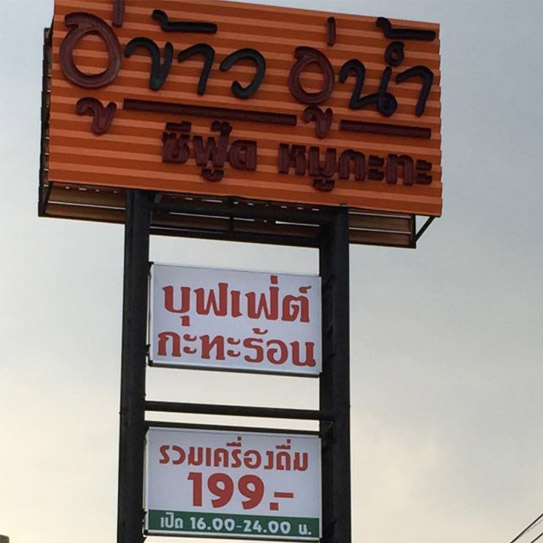 อู่ข้าว อู่น้ำ
ซีฟู๊ด หมูกะทะ
บุฟเฟ่ต์
กะทะร้อน
รวมเครื่องดื่ม
199.-
เปิด 16.00-24.00 น.